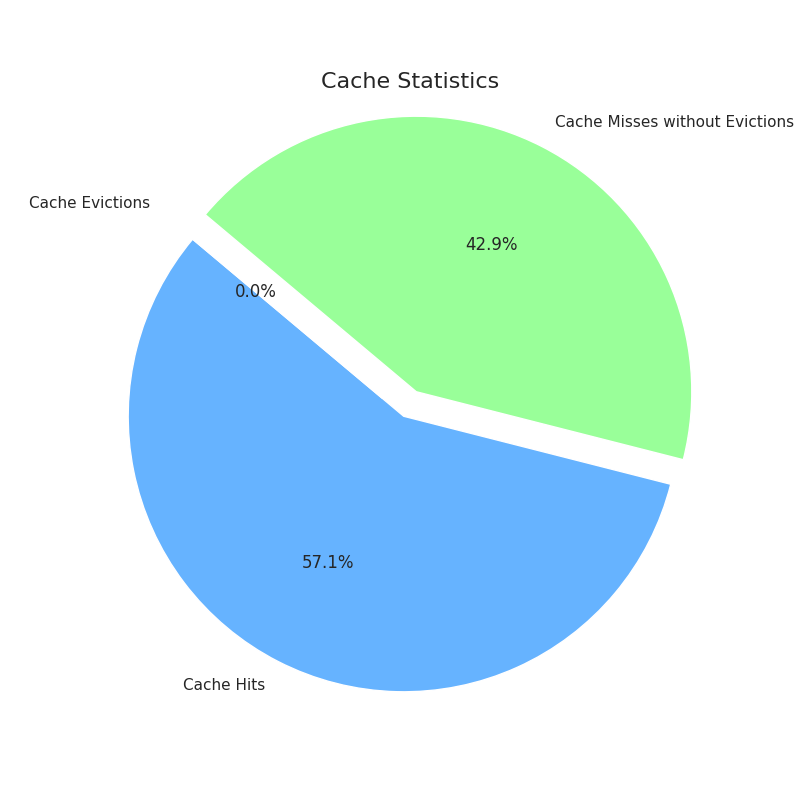 Cache Statistics
Cache Misses without Evictions
Cache Evictions
42.9%
0.0%
57.1%
Cache Hits